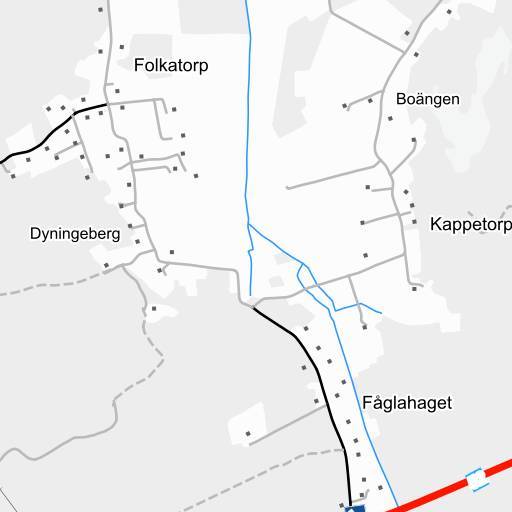 Folkatorp
Boängen
Kappetorp
Dyningeberg
Fåglahaget